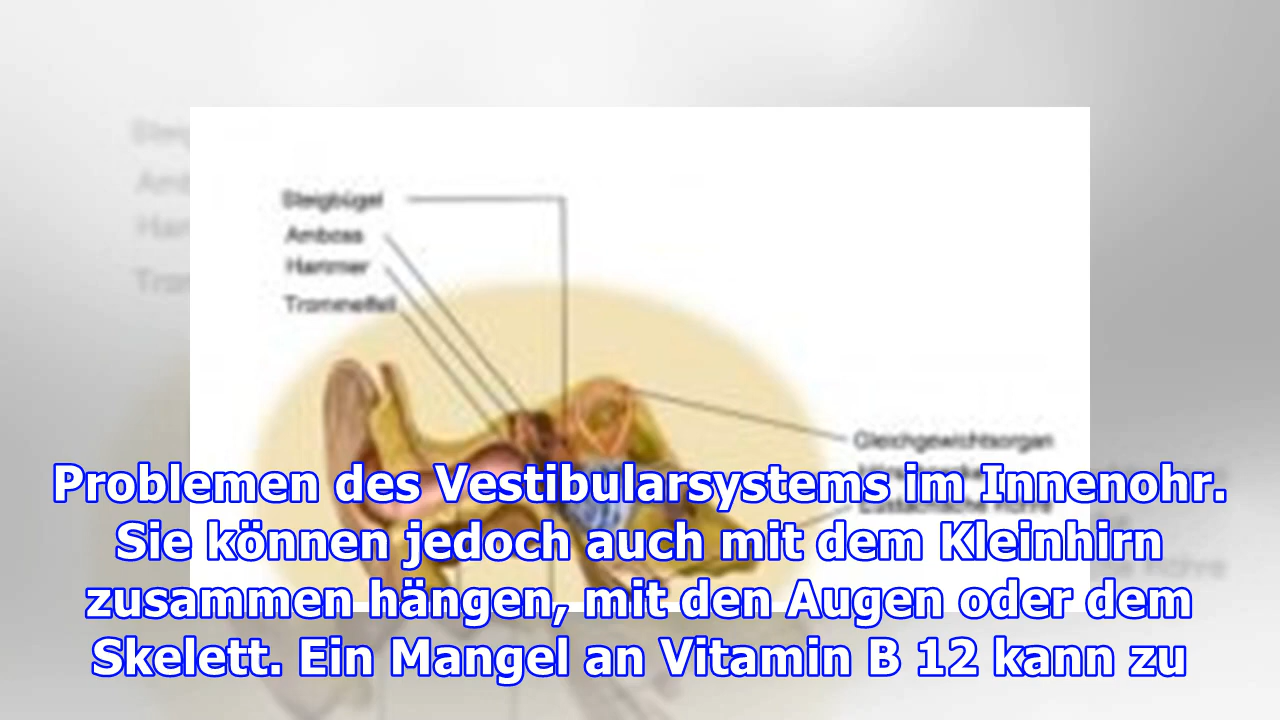 Steigbügel
Amboss
Hammer
Trommelfell
Gleichgewichtsorgan
Problemen des Vestibularsystems im Innenohr.
Sie können jedoch auch mit dem Kleinhirn
zusammen hängen, mit den Augen oder dem
Skelett. Ein Mangel an Vitamin B 12 kann zu